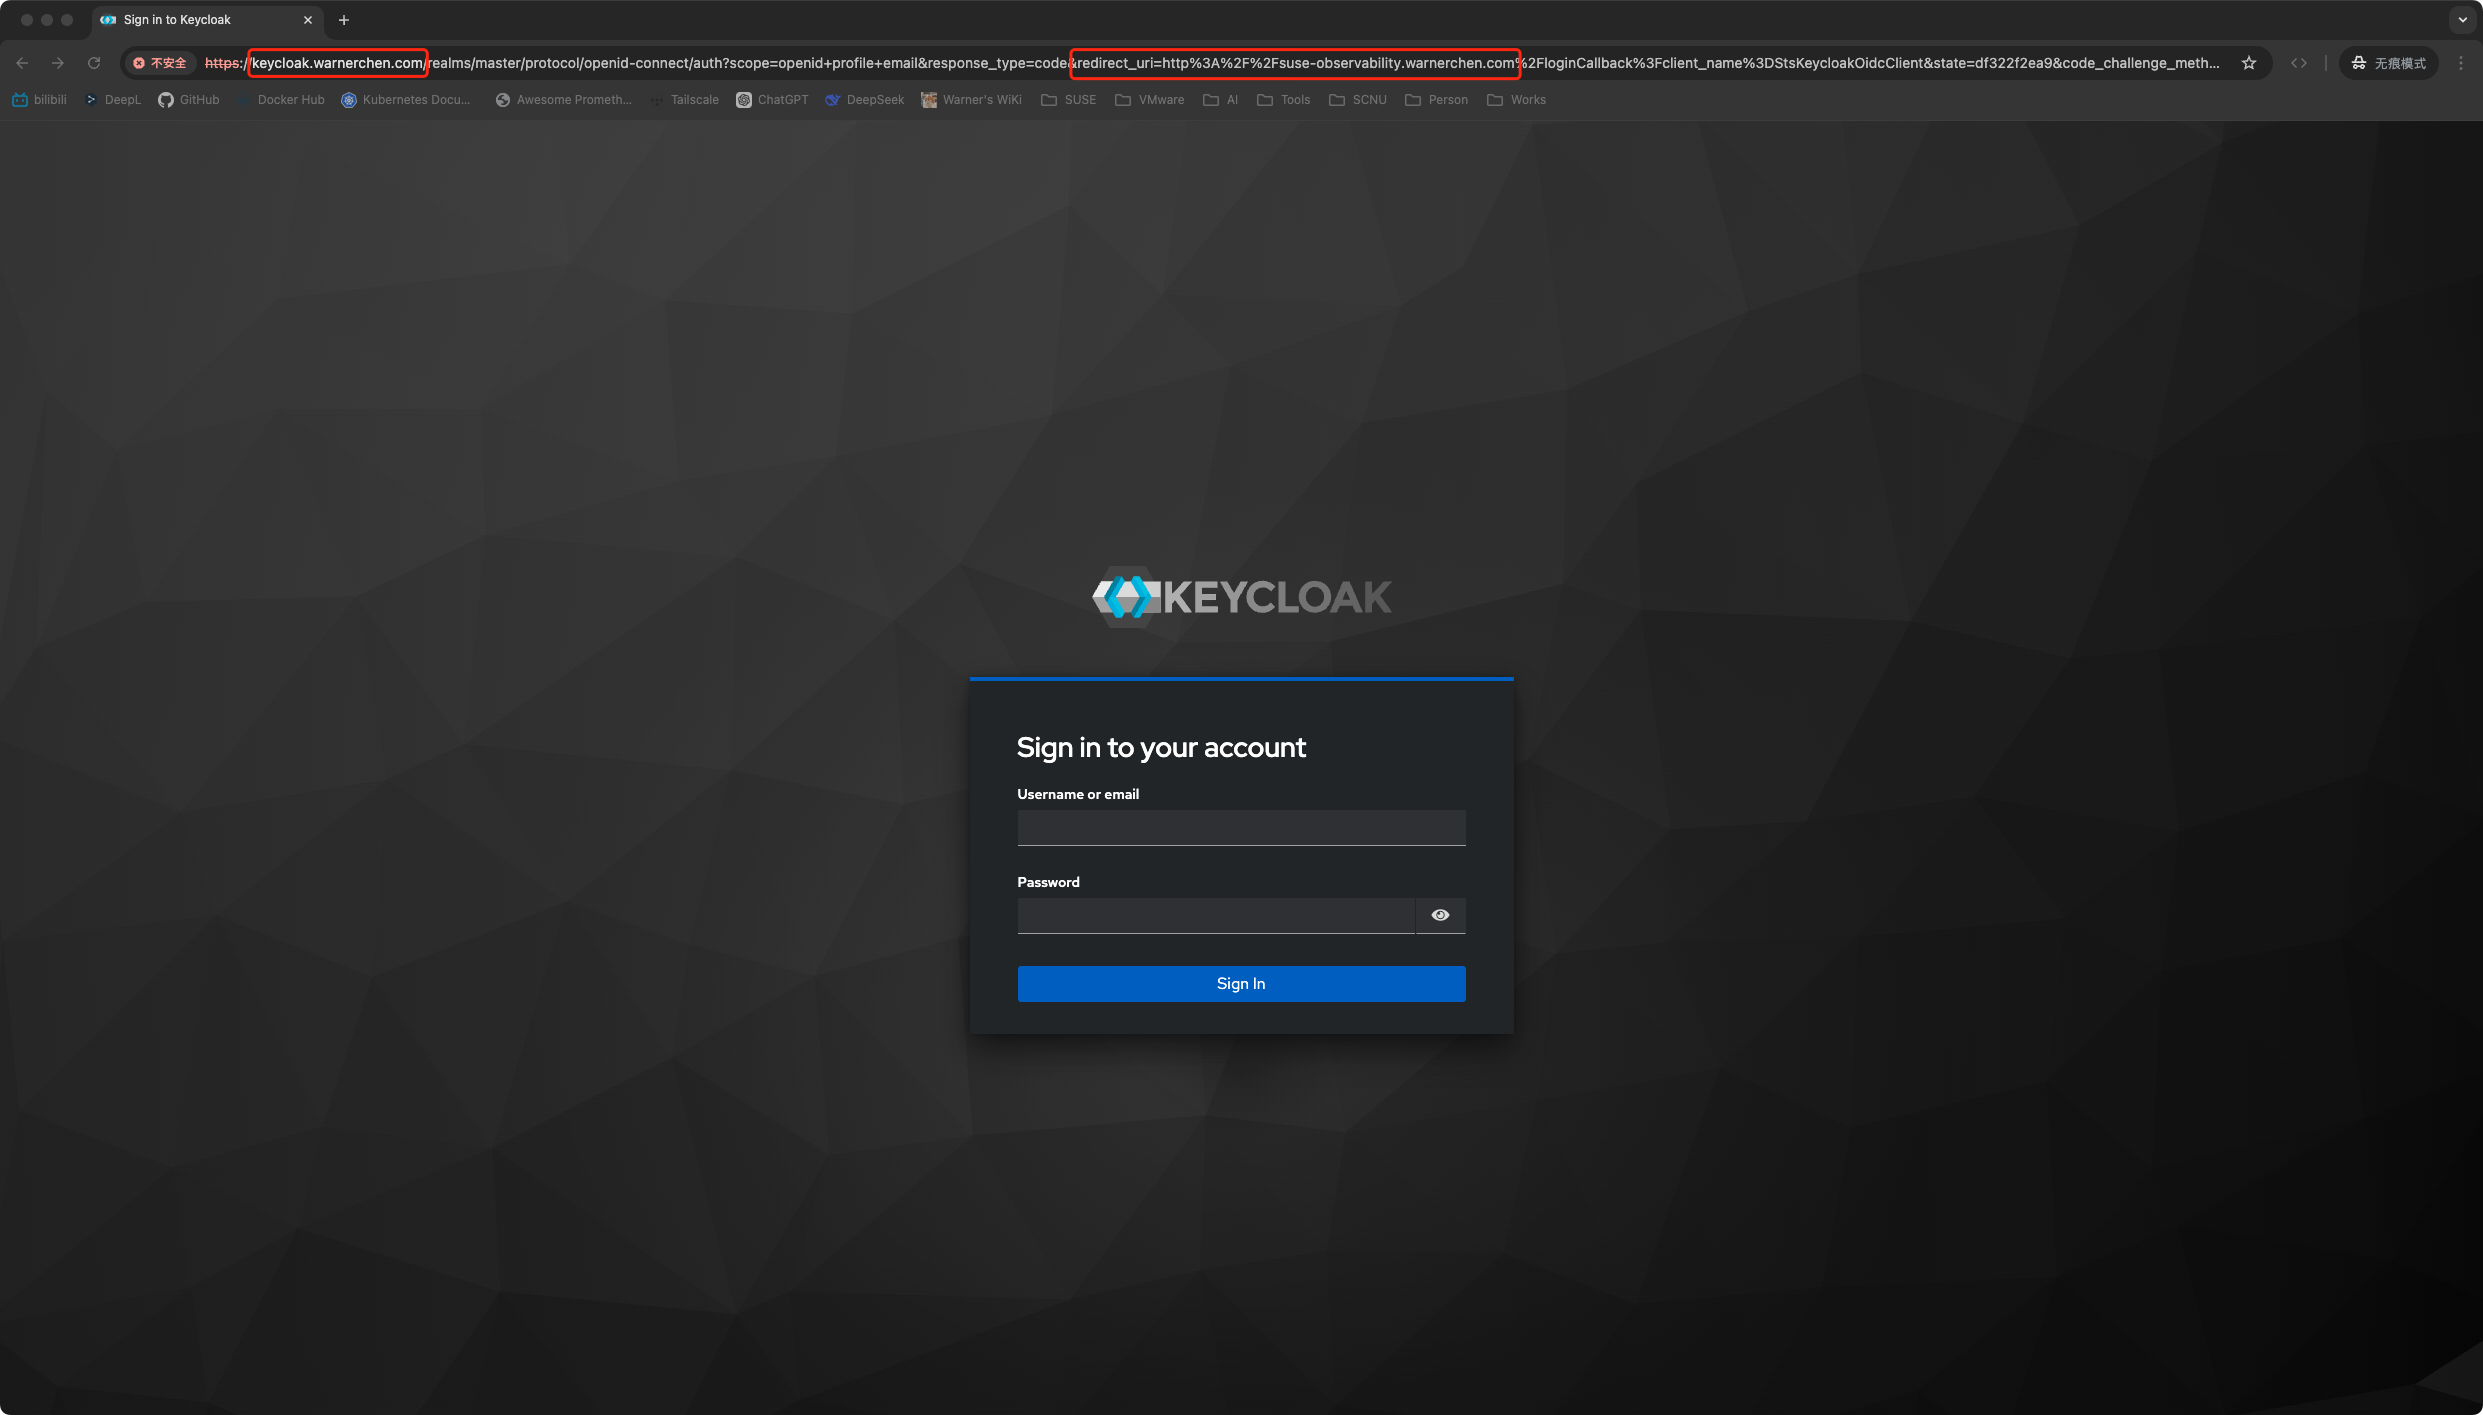 Sign in to Keycloak
不安全 https://keycloak.warnerchen.com/realms/master/protocol/openid-connect/auth?scope=openid+profile+email&response_type=code&redirect_uri=http%3A%2F%2Fsuse-observability.warnerchen.com%2FloginCallback%3Fclient_name%3DStsKeycloakOidcClient&state=df322f2ea9&code_challenge_meth... 无痕模式
bilibili DeepL GitHub Docker Hub Kubernetes Docu... Awesome Prometh... Tailscale ChatGPT DeepSeek Warner's WiKi SUSE VMware AI Tools SCNU Person Works
KEYCLOAK
Sign in to your account
Username or email
Password
Sign In